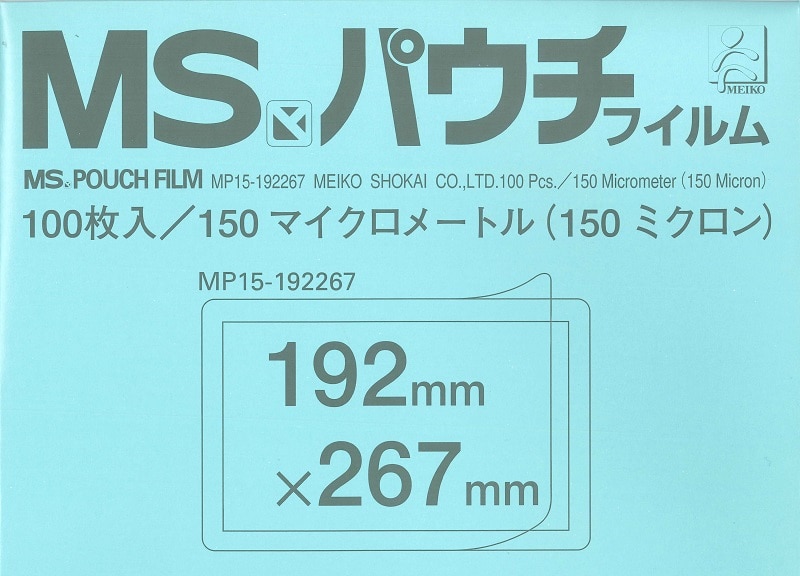 MS パウチフィルム
MEIKO
MS POUCH FILM MP15-192267 MEIKO SHOKAI CO.,LTD.100 Pcs./150 Micrometer (150 Micron)
100枚入/150 マイクロメートル(150 ミクロン)
MP15-192267
192mm
×267mm